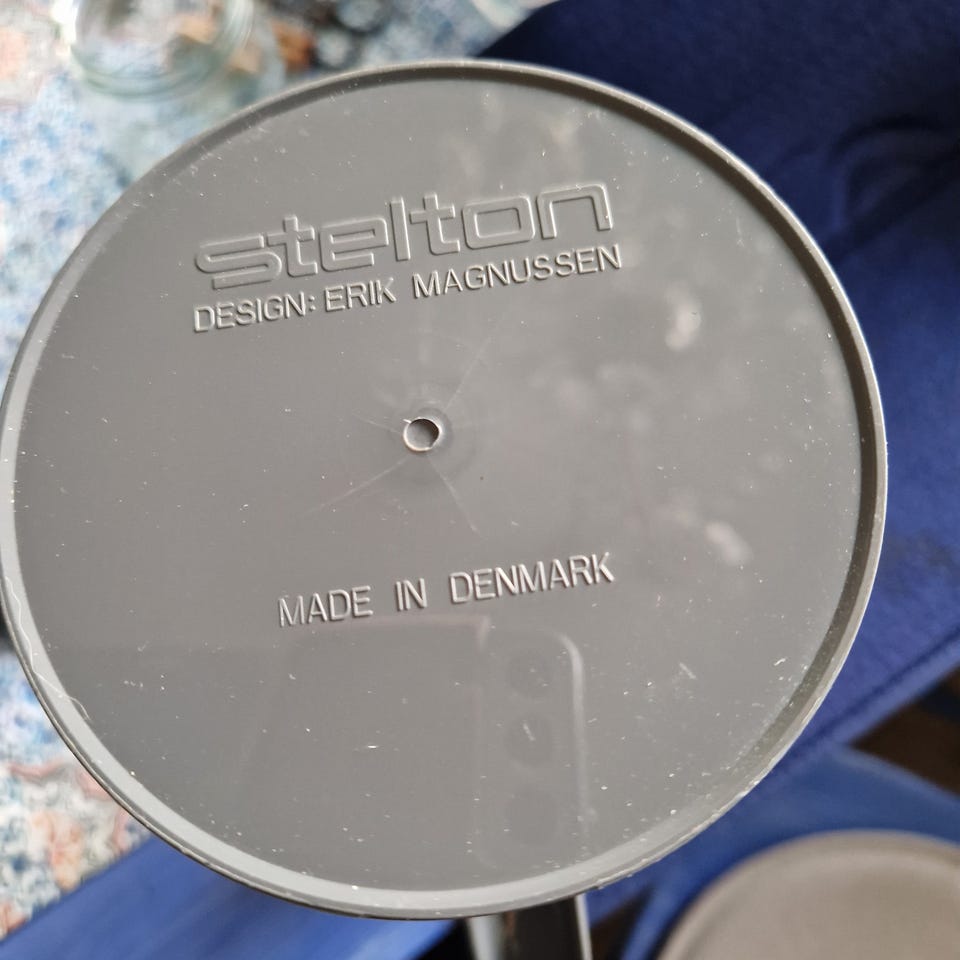 stelton
DESIGN: ERIK MAGNUSSEN
MADE IN DENMARK